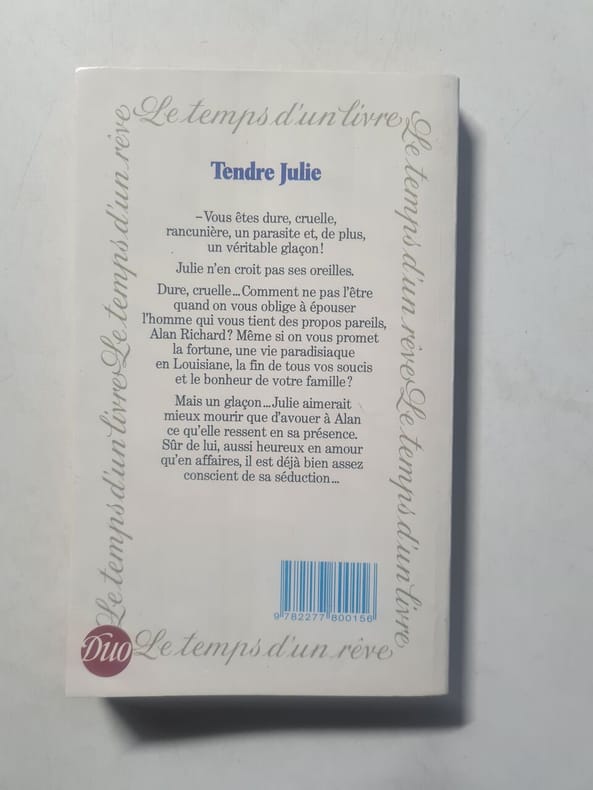 Le temps d'un livre
Le temps d'un rêve
Le temps d'un livre
Le temps d'un rêve
Le temps d'un livre
Tendre Julie
– Vous êtes dure, cruelle,
rancunière, un parasite et, de plus,
un véritable glaçon !
Julie n'en croit pas ses oreilles.
Dure, cruelle... Comment ne pas l'être
quand on vous oblige à épouser
l'homme qui vous tient des propos pareils,
Alan Richard ? Même si on vous promet
la fortune, une vie paradisiaque
en Louisiane, la fin de tous vos soucis
et le bonheur de votre famille ?
Mais un glaçon... Julie aimerait
mieux mourir que d'avouer à Alan
ce qu'elle ressent en sa présence.
Sûr de lui, aussi heureux en amour
qu'en affaires, il est déjà bien assez
conscient de sa séduction...
9 782277 800156
Duo
Le temps d'un rêve